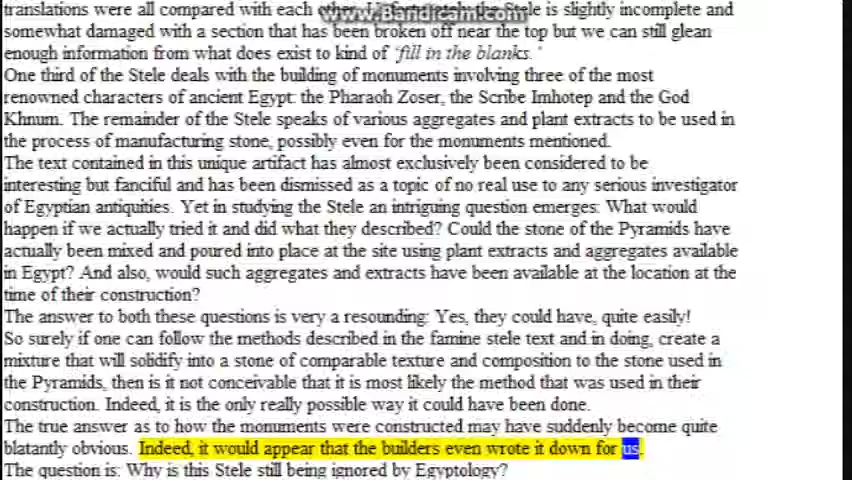 translations were all compared with each other. Unfortunately the Stele is slightly incomplete and
www.Bandicam.com
somewhat damaged with a section that has been broken off near the top but we can still glean
enough information from what does exist to kind of 'fill in the blanks.'
One third of the Stele deals with the building of monuments involving three of the most
renowned characters of ancient Egypt: the Pharaoh Zoser, the Scribe Imhotep and the God
Khnum. The remainder of the Stele speaks of various aggregates and plant extracts to be used in
the process of manufacturing stone, possibly even for the monuments mentioned.
The text contained in this unique artifact has almost exclusively been considered to be
interesting but fanciful and has been dismissed as a topic of no real use to any serious investigator
of Egyptian antiquities. Yet in studying the Stele an intriguing question emerges: What would
happen if we actually tried it and did what they described? Could the stone of the Pyramids have
actually been mixed and poured into place at the site using plant extracts and aggregates available
in Egypt? And also, would such aggregates and extracts have been available at the location at the
time of their construction?
The answer to both these questions is very a resounding: Yes, they could have, quite easily!
So surely if one can follow the methods described in the famine stele text and in doing, create a
mixture that will solidify into a stone of comparable texture and composition to the stone used in
the Pyramids, then is it not conceivable that it is most likely the method that was used in their
construction. Indeed, it is the only really possible way it could have been done.
The true answer as to how the monuments were constructed may have suddenly become quite
blatantly obvious. Indeed, it would appear that the builders even wrote it down for us.
The question is: Why is this Stele still being ignored by Egyptology?